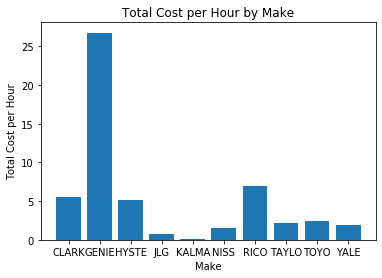 Total Cost per Hour by Make
Total Cost per Hour
25
20
15
10
5
0
CLARK GENIE HYSTE JLG KALMA NISS RICO TAYLO TOYO YALE
Make